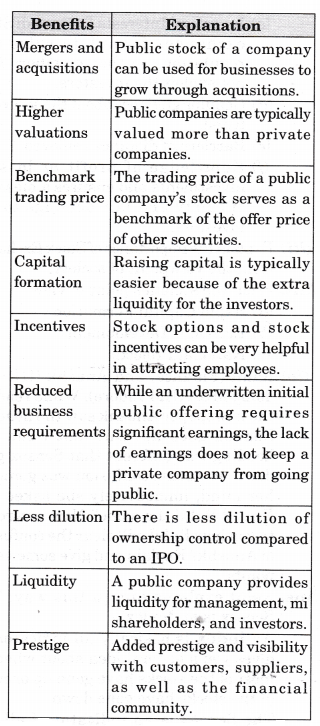 Benefits Explanation
Mergers and acquisitions Public stock of a company
can be used for businesses to
grow through acquisitions.
Higher valuations Public companies are typically
valued more than private
companies.
Benchmark trading price The trading price of a public
company's stock serves as a
benchmark of the offer price
of other securities.
Capital formation Raising capital is typically
easier because of the extra
liquidity for the investors.
Incentives Stock options and stock
incentives can be very helpful
in attracting employees.
Reduced business requirements While an underwritten initial
public offering requires
significant earnings, the lack
of earnings does not keep a
private company from going
public.
Less dilution There is less dilution of
ownership control compared
to an IPO.
Liquidity A public company provides
liquidity for management, mi
shareholders, and investors.
Prestige Added prestige and visibility
with customers, suppliers,
as well as the financial
community.